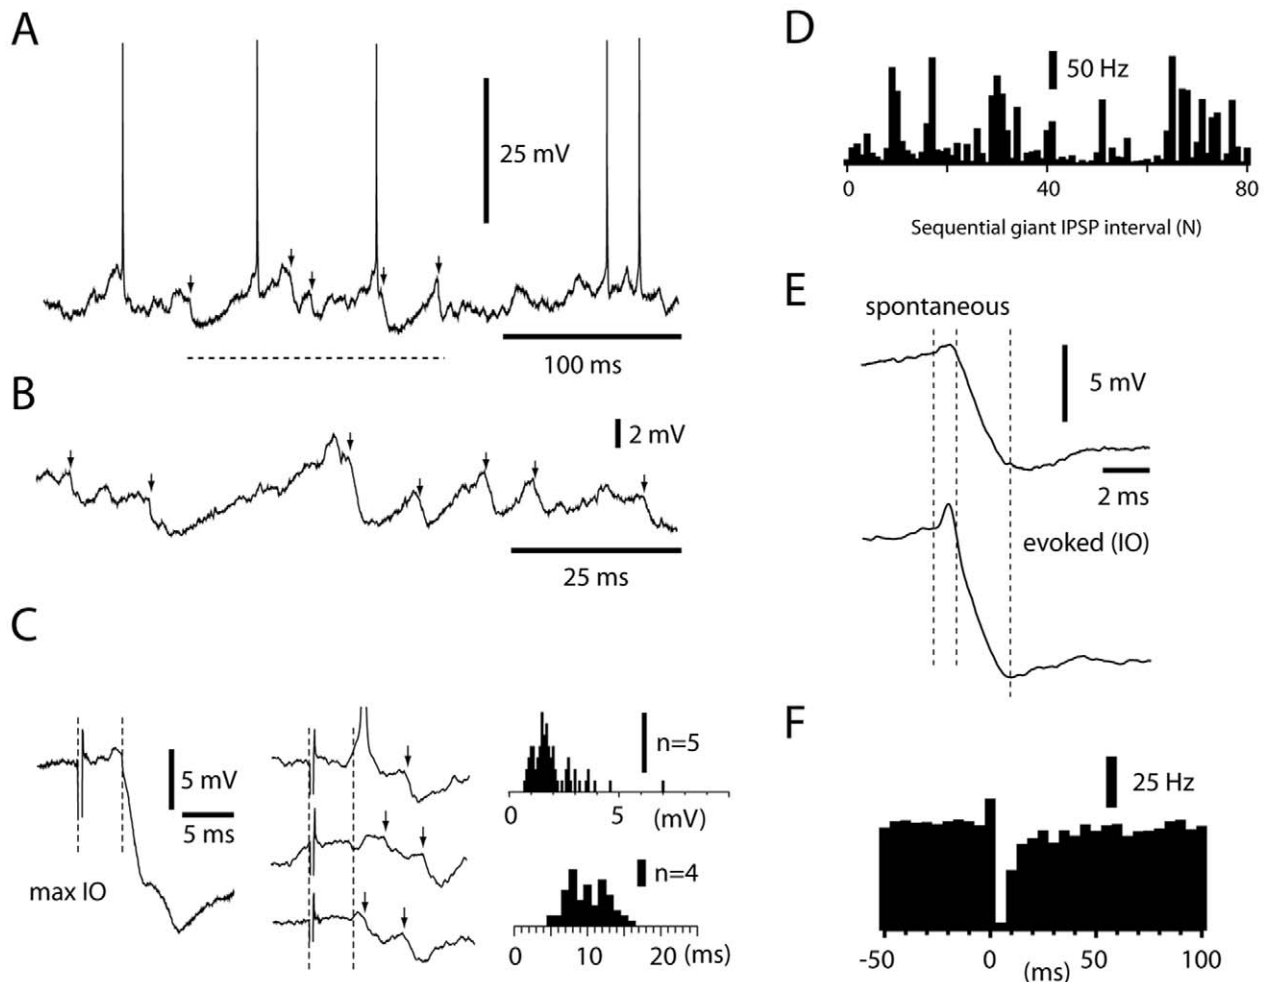 A
25 mV
100 ms
B
2 mV
25 ms
C
5 mV
5 ms
max IO
n=5
0 5 (mV)
n=4
0 10 20 (ms)
D
50 Hz
0 40 80
Sequential giant IPSP interval (N)
E
spontaneous
5 mV
2 ms
evoked (IO)
F
25 Hz
-50 0 50 100
(ms)